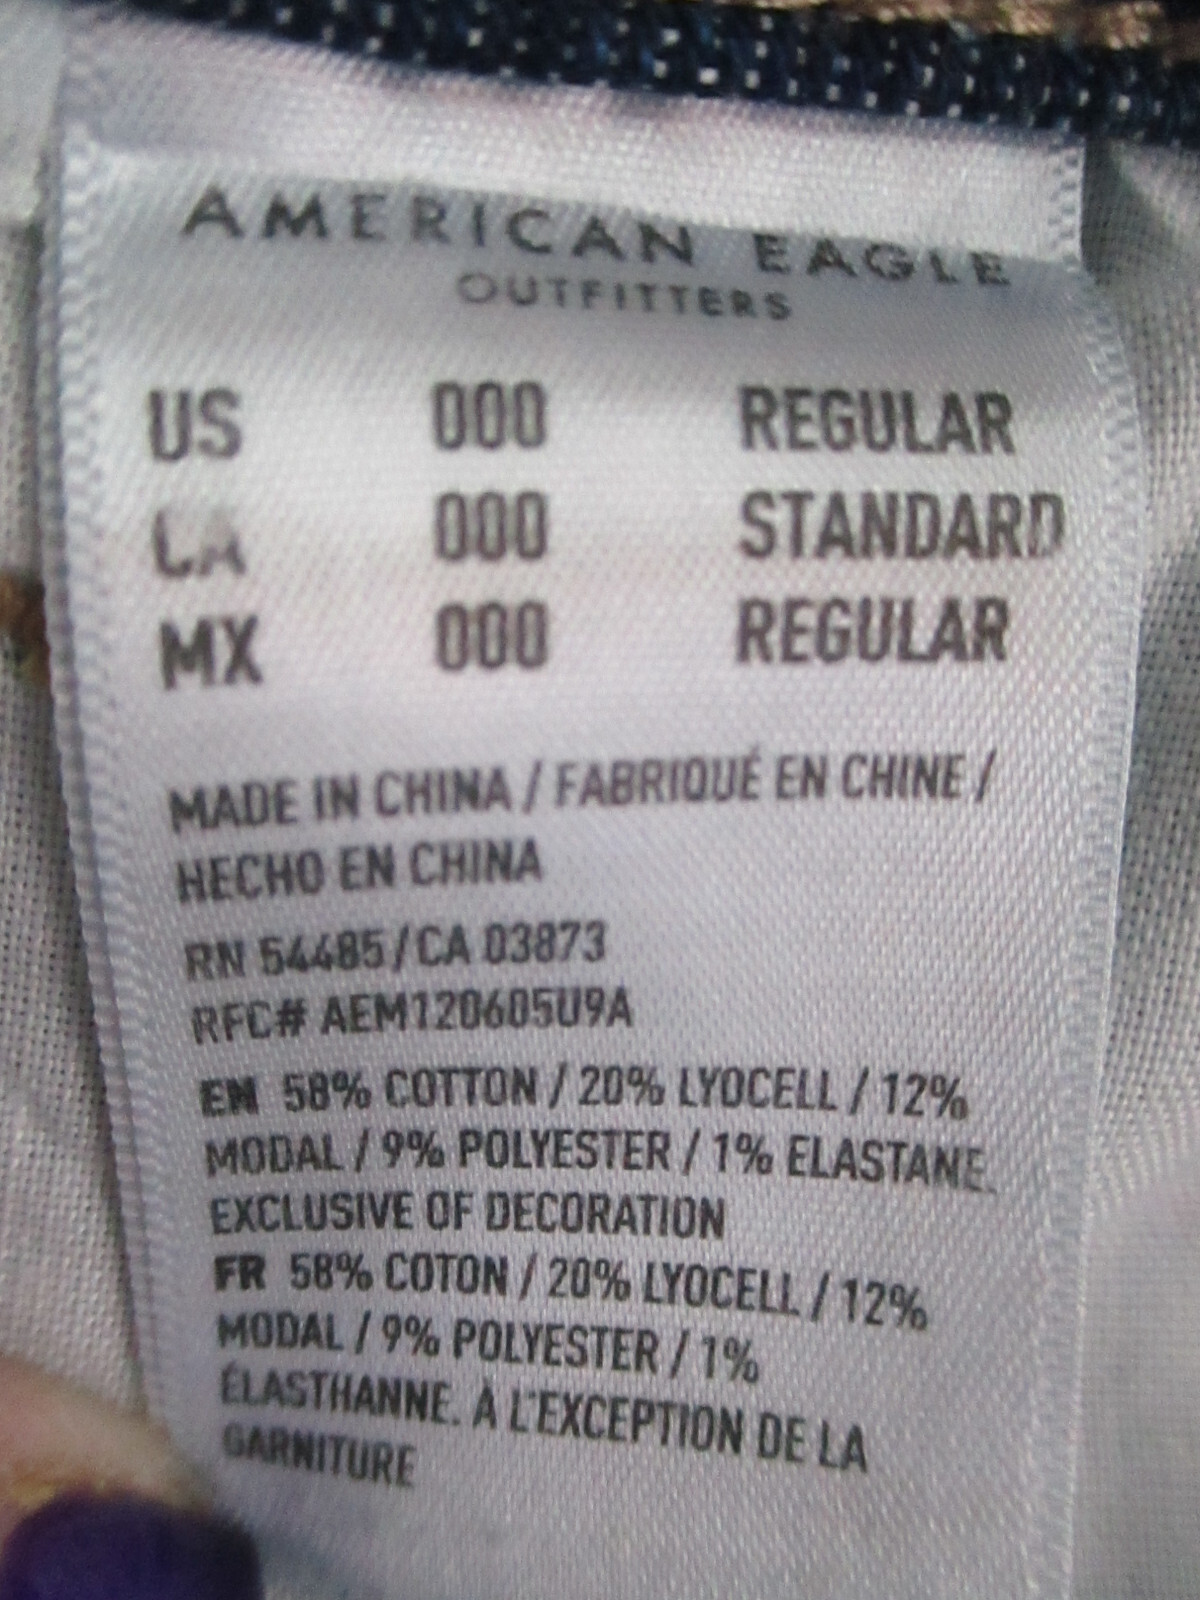 AMERICAN EAGLE
OUTFITTERS
US 000 REGULAR
CA 000 STANDARD
MX 000 REGULAR
MADE IN CHINA / FABRIQUÉ EN CHINE /
HECHO EN CHINA
RN 54485/CA 03873
RFC# AEM120605U9A
EN 58% COTTON / 20% LYOCELL / 12%
MODAL / 9% POLYESTER / 1% ELASTANE.
EXCLUSIVE OF DECORATION
FR 58% COTON / 20% LYOCELL / 12%
MODAL / 9% POLYESTER / 1%
ÉLASTHANNE. À L'EXCEPTION DE LA
GARNITURE